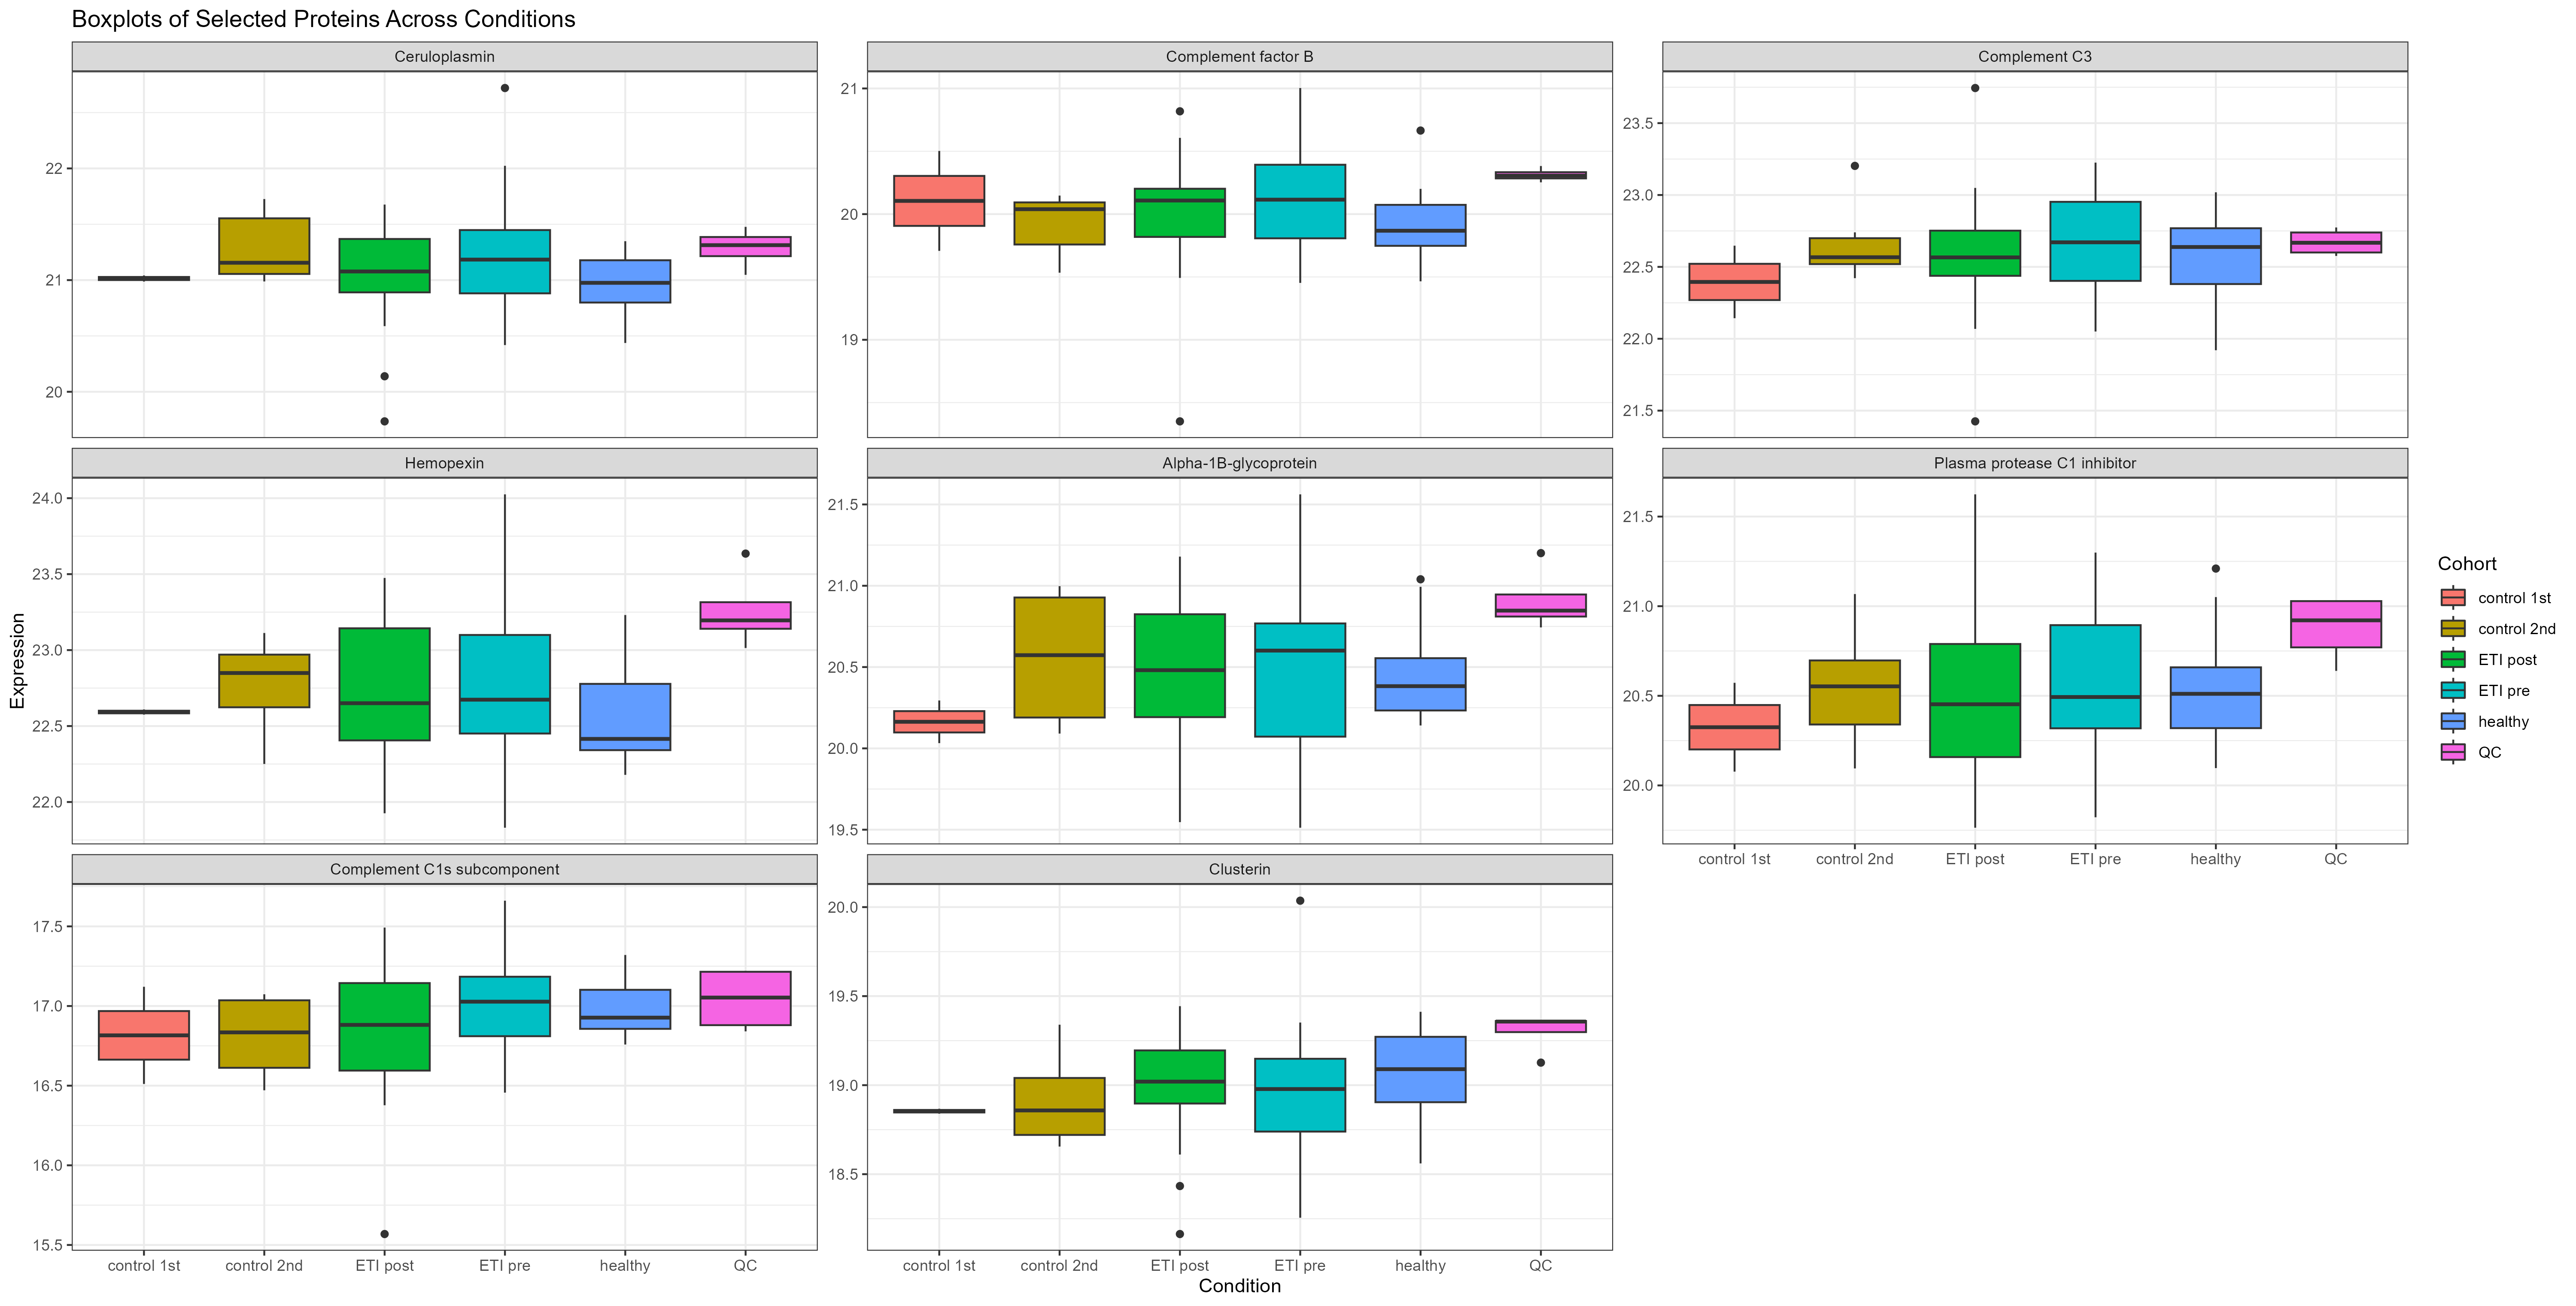 Boxplots of Selected Proteins Across Conditions
Ceruloplasmin
Complement factor B
Complement C3
22
21
20
21
20
19
23.5
23.0
22.5
22.0
21.5
Hemopexin
Alpha-1B-glycoprotein
Plasma protease C1 inhibitor
24.0
23.5
23.0
22.5
22.0
21.5
21.0
20.5
20.0
19.5
21.5
21.0
20.5
20.0
control 1st control 2nd ETI post ETI pre healthy QC
Complement C1s subcomponent
Clusterin
17.5
17.0
16.5
16.0
15.5
20.0
19.5
19.0
18.5
control 1st control 2nd ETI post ETI pre healthy QC
control 1st control 2nd ETI post ETI pre healthy QC
Condition
Expression
Cohort
control 1st
control 2nd
ETI post
ETI pre
healthy
QC